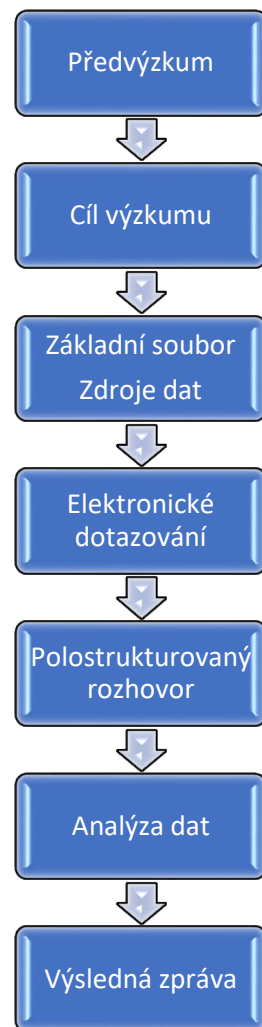 Předvýzkum
Cíl výzkumu
Základní soubor
Zdroje dat
Elektronické
dotazování
Polostrukturovaný
rozhovor
Analýza dat
Výsledná zpráva